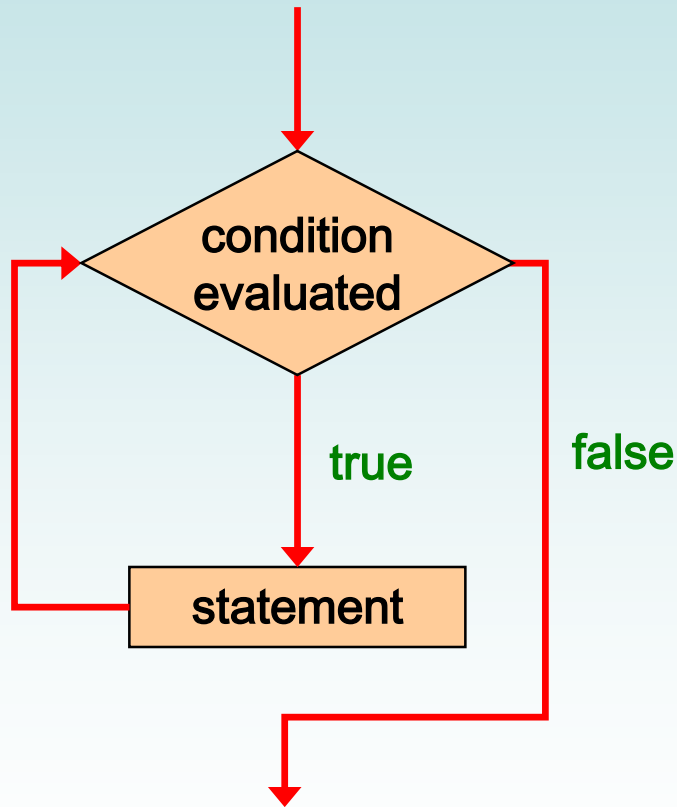 condition
evaluated
true
false
statement